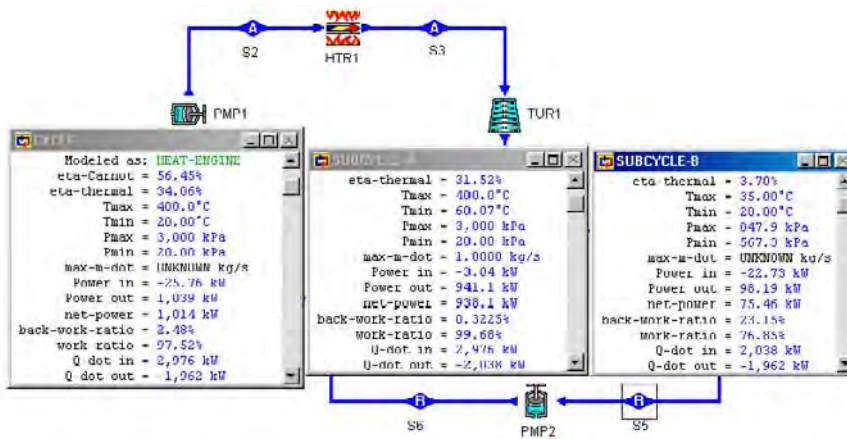 A
A
S2
HTR1
S3
PMP1
TUR1
CYCLE
Modeled as: HEAT-ENGINE
eta-Carnot = 56.45%
eta-thermal = 34.06%
Tmax = 400.0°C
Tmin = 20.00°C
Pmax = 3,000 kPa
Pmin = 20.00 kPa
max-m-dot = UNKNOWN kg/s
Power in = -25.76 kW
Power out = 1,039 kW
net-power = 1,014 kW
back-work-ratio = 2.48%
work ratio = 97.52%
Q-dot in = 2,976 kW
Q-dot out = -1,962 kW
SUBCYCLE-A
eta-thermal = 31.52%
Tmax = 400.0°C
Tmin = 60.07°C
Pmax = 3,000 kPa
Pmin = 20.00 kPa
max-m-dot = 1.0000 kg/s
Power in = -3.04 kW
Power out = 941.1 kW
net-power = 938.1 kW
back-work-ratio = 0.3225%
work-ratio = 99.68%
Q-dot in = 2,976 kW
Q-dot out = -2,038 kW
SUBCYCLE-B
eta-thermal = 3.70%
Tmax = 35.00°C
Tmin = 20.00°C
Pmax = 847.9 kPa
Pmin = 567.3 kPa
max-m-dot = UNKNOWN kg/s
Power in = -22.73 kW
Power out = 98.19 kW
net-power = 75.46 kW
back-work-ratio = 23.15%
work-ratio = 76.85%
Q-dot in = 2,038 kW
Q-dot out = -1,962 kW
R
R
S6
PMP2
S5